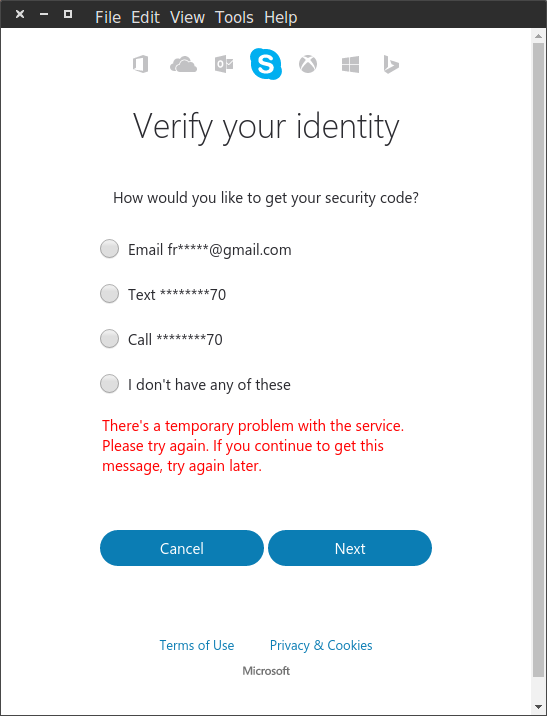 File Edit View Tools Help
Verify your identity
How would you like to get your security code?
Email fr*****@gmail.com
Text ********70
Call ********70
I don't have any of these
There's a temporary problem with the service.
Please try again. If you continue to get this
message, try again later.
Cancel Next
Terms of Use Privacy & Cookies
Microsoft